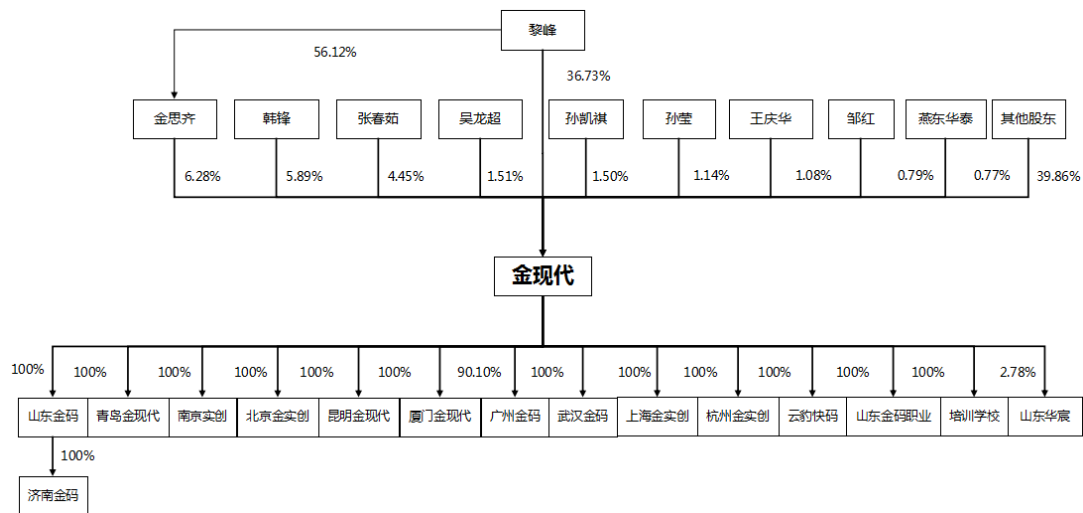 黎峰
56.12%
36.73%
金思齐
韩锋
张春茹
吴龙超
孙凯祺
孙莹
王庆华
邹红
燕东华泰
其他股东
6.28%
5.89%
4.45%
1.51%
1.50%
1.14%
1.08%
0.79%
0.77%
39.86%
金现代
100%
100%
100%
100%
100%
100%
90.10%
100%
100%
100%
100%
100%
100%
2.78%
山东金码
青岛金现代
南京实创
北京金实创
昆明金现代
厦门金现代
广州金码
武汉金码
上海金实创
杭州金实创
云豹快码
山东金码职业
培训学校
山东华宸
100%
济南金码